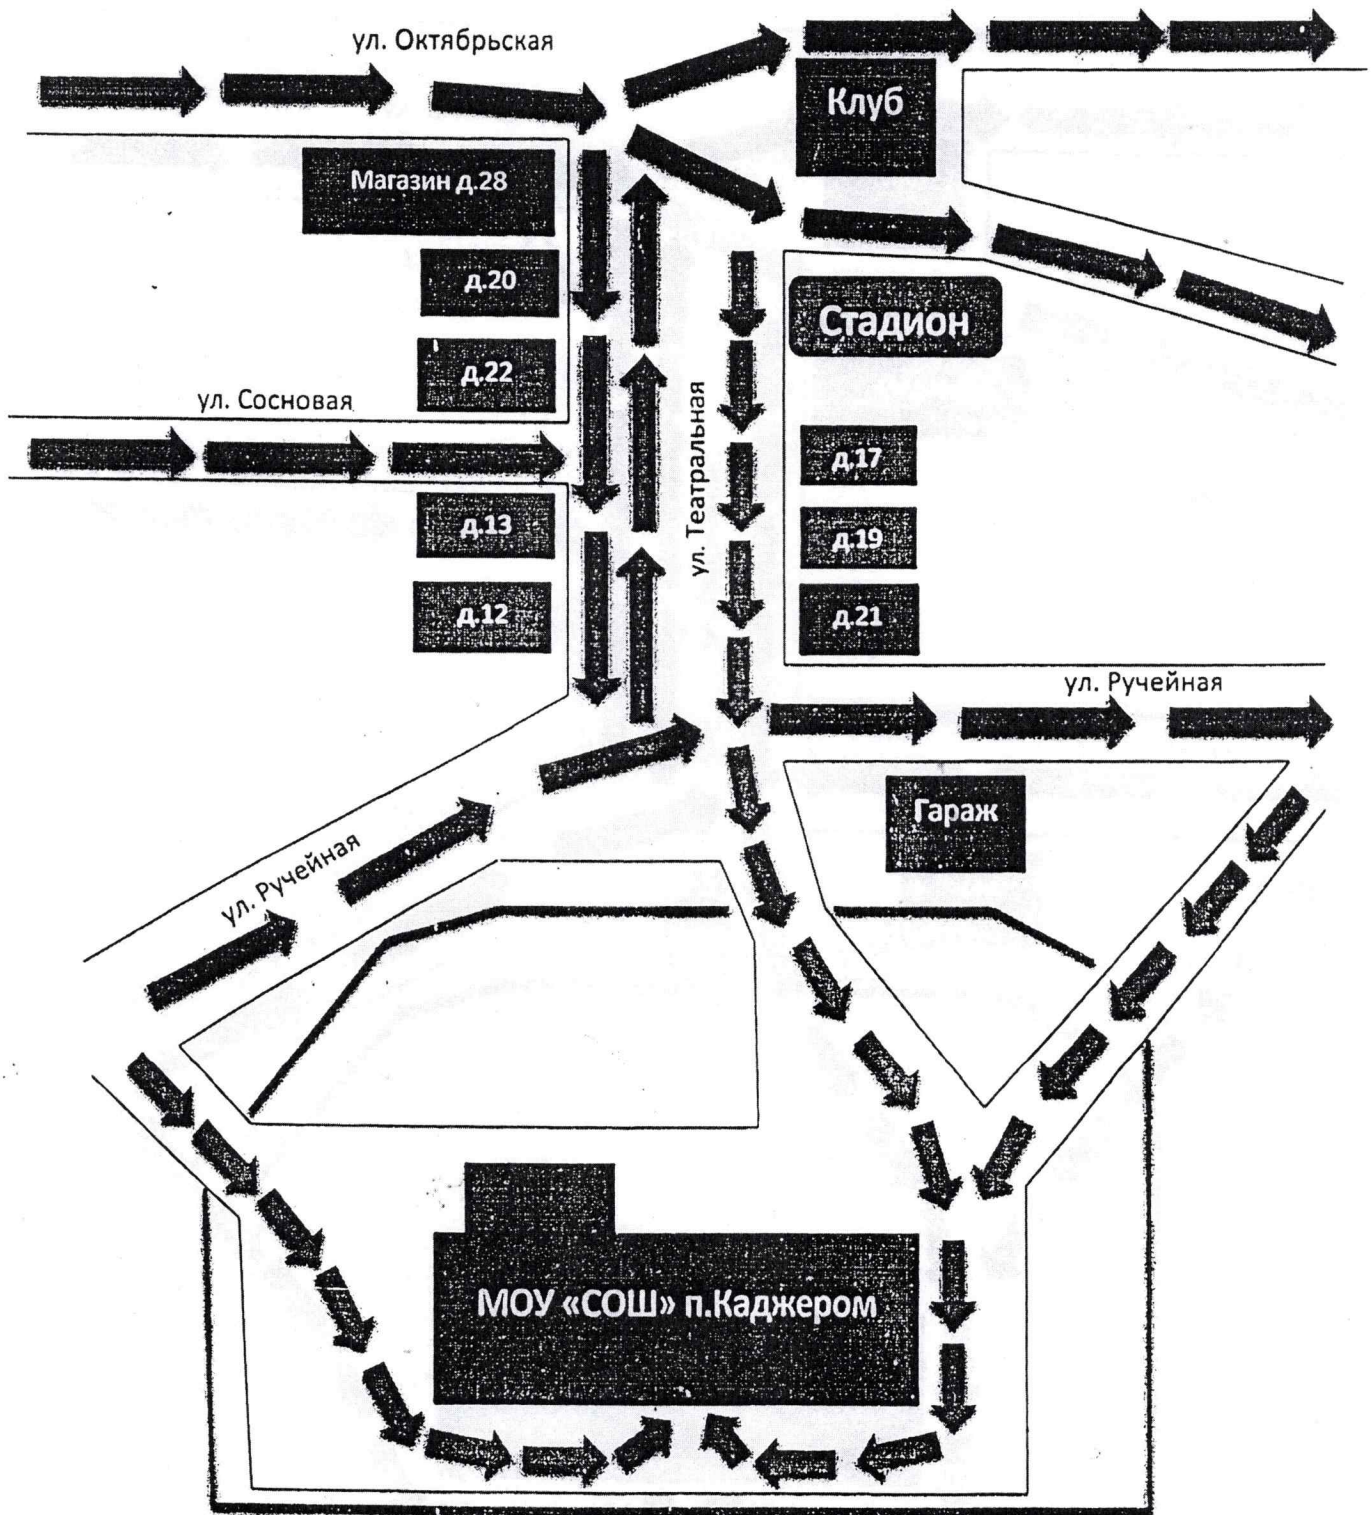 ул. Октябрьская
Клуб
Магазин д.28
д.20
Стадион
д.22
ул. Сосновая
ул. Театральная
д.17
д.13
д.19
д.12
д.21
ул. Ручейная
Гараж
ул. Ручейная
МОУ «СОШ» п.Каджером